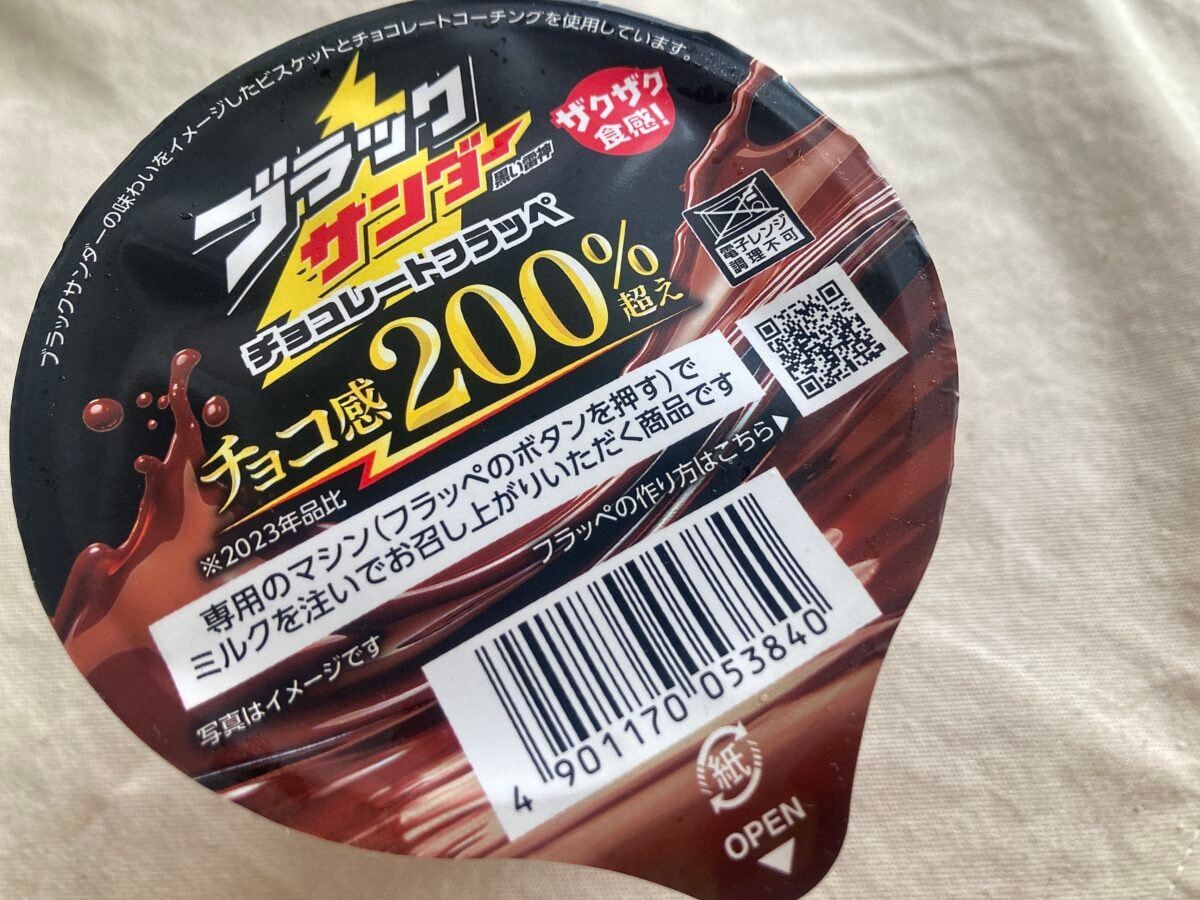 ブラックサンダーの味わいをイメージしたビスケットとチョコレートコーチングを使用しています。
ブラック
サンダー
黒い雷神
ザクザク
食感!
チョコレートフラッペ
チョコ感200%超え
※2023年品比
電子レンジ
調理不可
専用のマシン(フラッペのボタンを押す)で
ミルクを注いでお召し上がりいただく商品です
フラッペの作り方はこちら▶
写真はイメージです
4 901170 053840
紙
OPEN